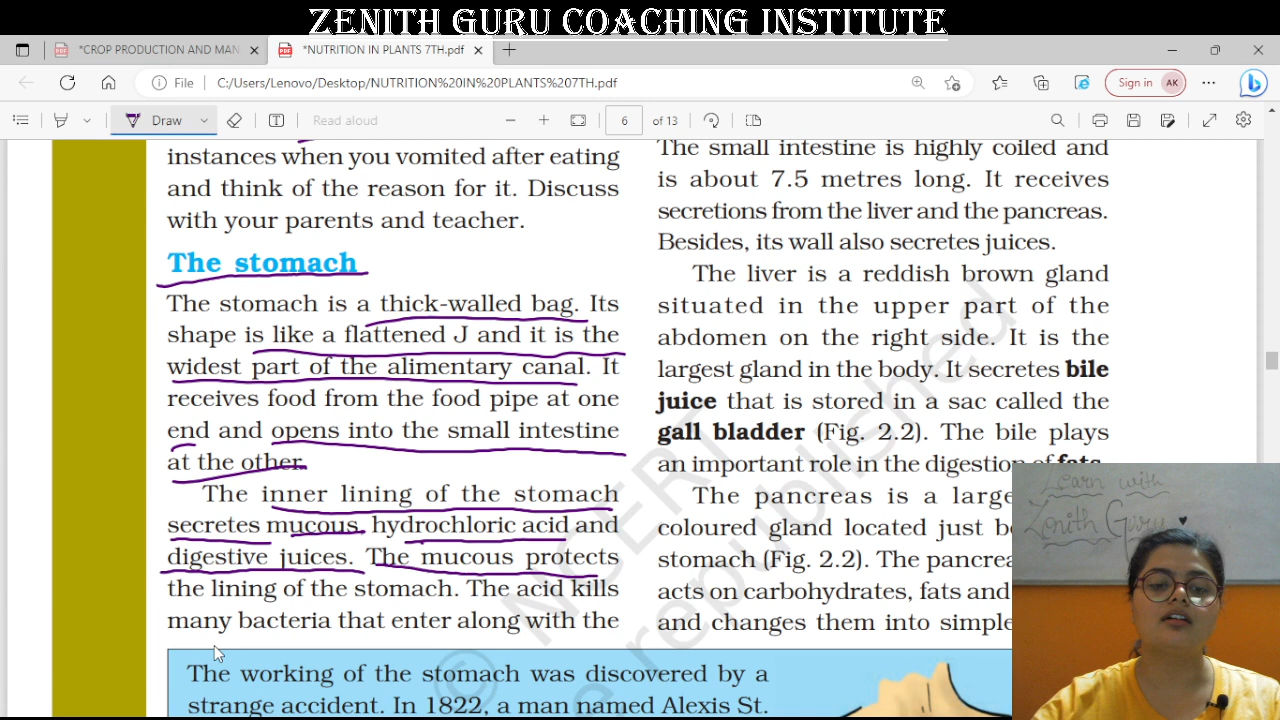 ZENITH GURU COACHING INSTITUTE
*CROP PRODUCTION AND MAN
*NUTRITION IN PLANTS 7TH.pdf
File
C:/Users/Lenovo/Desktop/NUTRITION%20IN%20PLANTS%207TH.pdf
Sign in
AK
Draw
Read aloud
6
of 13
instances when you vomited after eating
and think of the reason for it. Discuss
with your parents and teacher.
The stomach
The stomach is a thick-walled bag. Its
shape is like a flattened J and it is the
widest part of the alimentary canal. It
receives food from the food pipe at one
end and opens into the small intestine
at the other.
The inner lining of the stomach
secretes mucous, hydrochloric acid and
digestive juices. The mucous protects
the lining of the stomach. The acid kills
many bacteria that enter along with the
The working of the stomach was discovered by a
strange accident. In 1822, a man named Alexis St.
The small intestine is highly coiled and
is about 7.5 metres long. It receives
secretions from the liver and the pancreas.
Besides, its wall also secretes juices.
The liver is a reddish brown gland
situated in the upper part of the
abdomen on the right side. It is the
largest gland in the body. It secretes bile
juice that is stored in a sac called the
gall bladder (Fig. 2.2). The bile plays
an important role in the digestion of fats.
The pancreas is a large
coloured gland located just be
stomach (Fig. 2.2). The pancrea
acts on carbohydrates, fats and
and changes them into simple
© NCERT
republished
Learn with
Zenith Guru